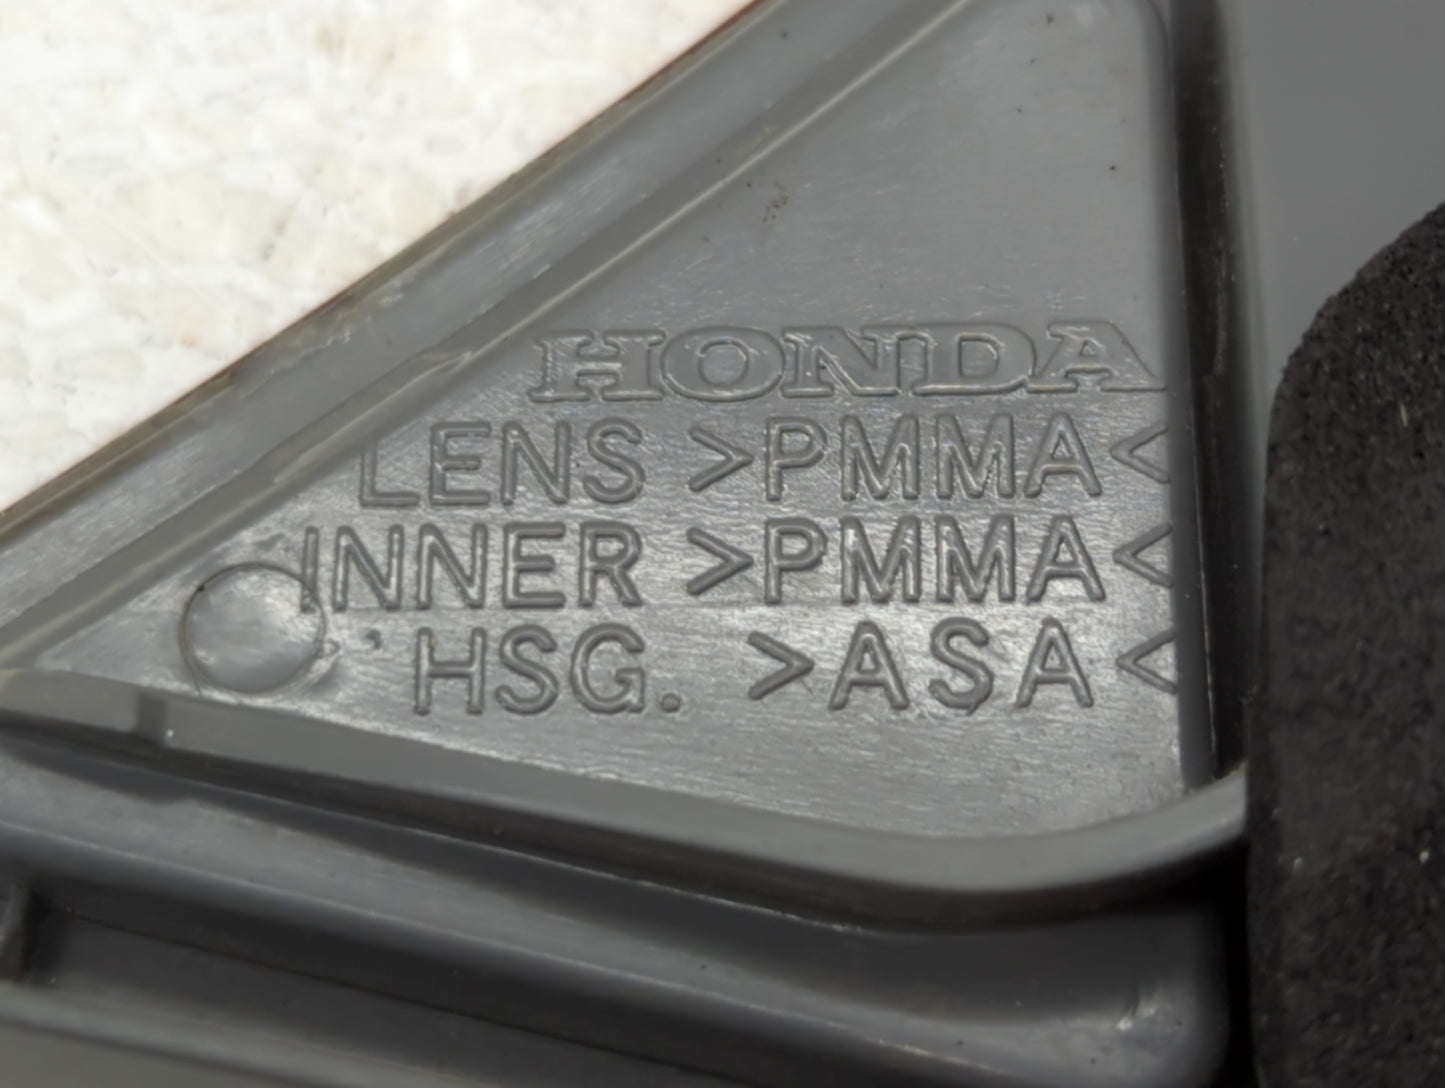 HONDA
LENS >PMMA<
INNER >PMMA<
HSG. >ASA<